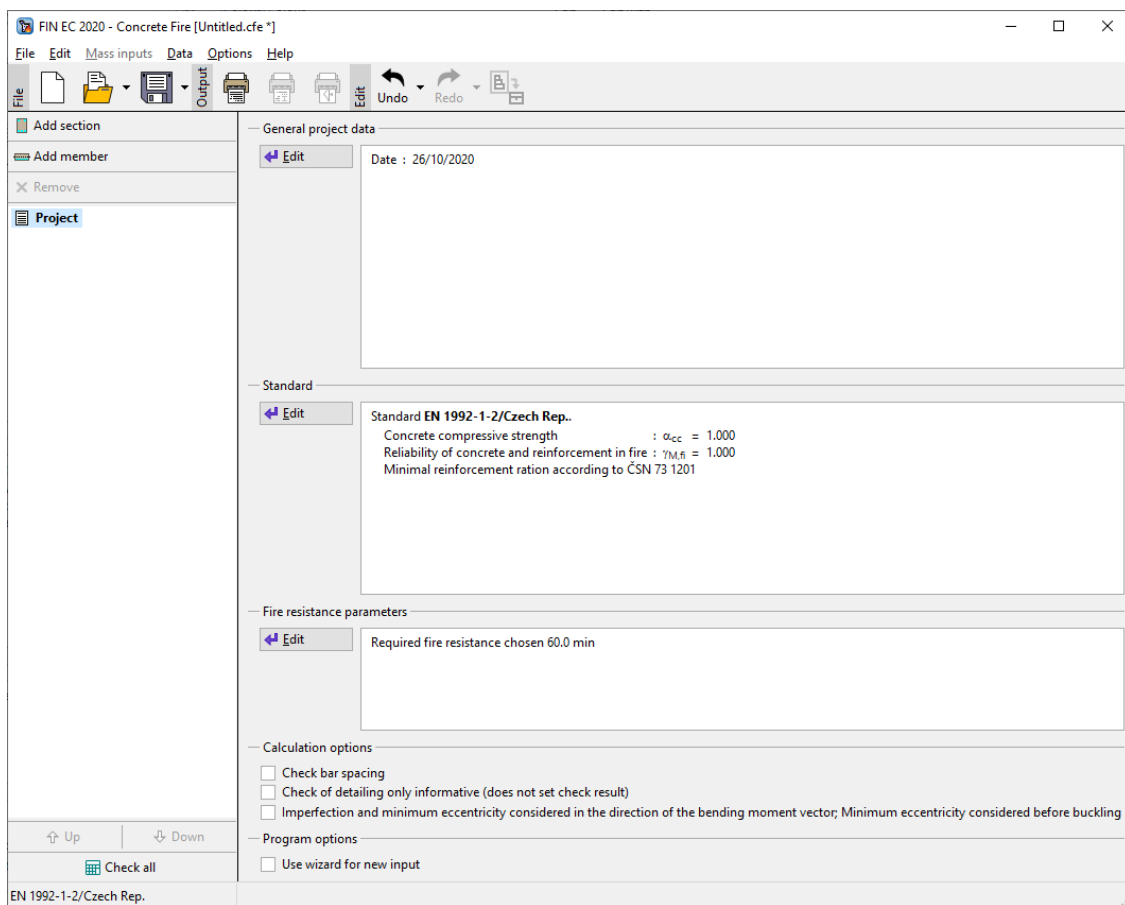 FIN EC 2020 - Concrete Fire [Untitled.cfe *]
File Edit Mass inputs Data Options Help
File
Output
Edit
Undo
Redo
Add section
Add member
Remove
Project
Up
Down
Check all
General project data
Edit
Date : 26/10/2020
Standard
Edit
Standard EN 1992-1-2/Czech Rep..
Concrete compressive strength : αcc = 1.000
Reliability of concrete and reinforcement in fire : γM,fi = 1.000
Minimal reinforcement ration according to ČSN 73 1201
Fire resistance parameters
Edit
Required fire resistance chosen 60.0 min
Calculation options
Check bar spacing
Check of detailing only informative (does not set check result)
Imperfection and minimum eccentricity considered in the direction of the bending moment vector; Minimum eccentricity considered before buckling
Program options
Use wizard for new input
EN 1992-1-2/Czech Rep.